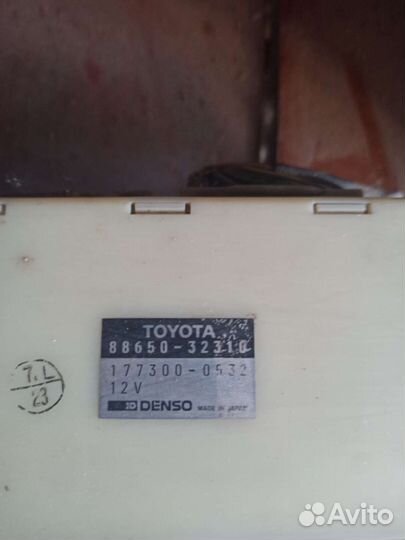 TOYOTA
88650-32310
177300-0532
12V
DENSO MADE IN JAPAN
7.L
23
Avito